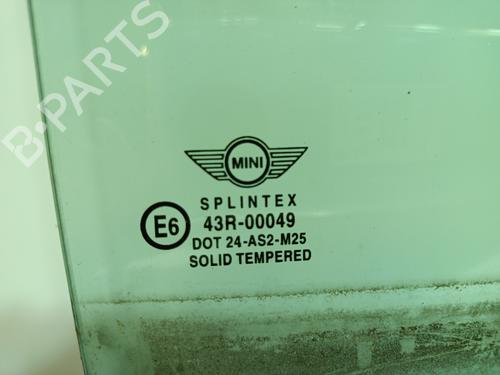 B-PARTS
MINI
SPLINTEX
E6
43R-00049
DOT 24-AS2-M25
SOLID TEMPERED